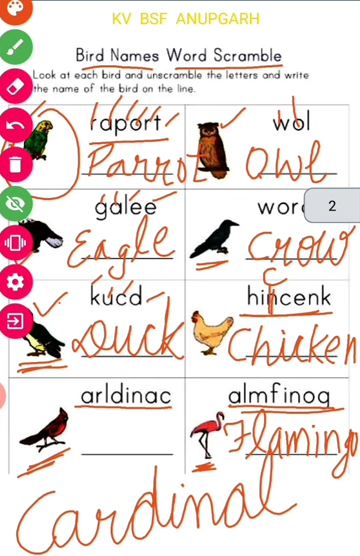 KV BSF ANUPGARH
Bird Names Word Scramble
Look at each bird and unscramble the letters and write
the name of the bird on the line.
raport
wol
Parrot
Owl
galee
wor
2
Eagle
Crow
kucd
hincenk
c
Duck
Chicken
arldinac
almfinog
Flamingo
Cardinal